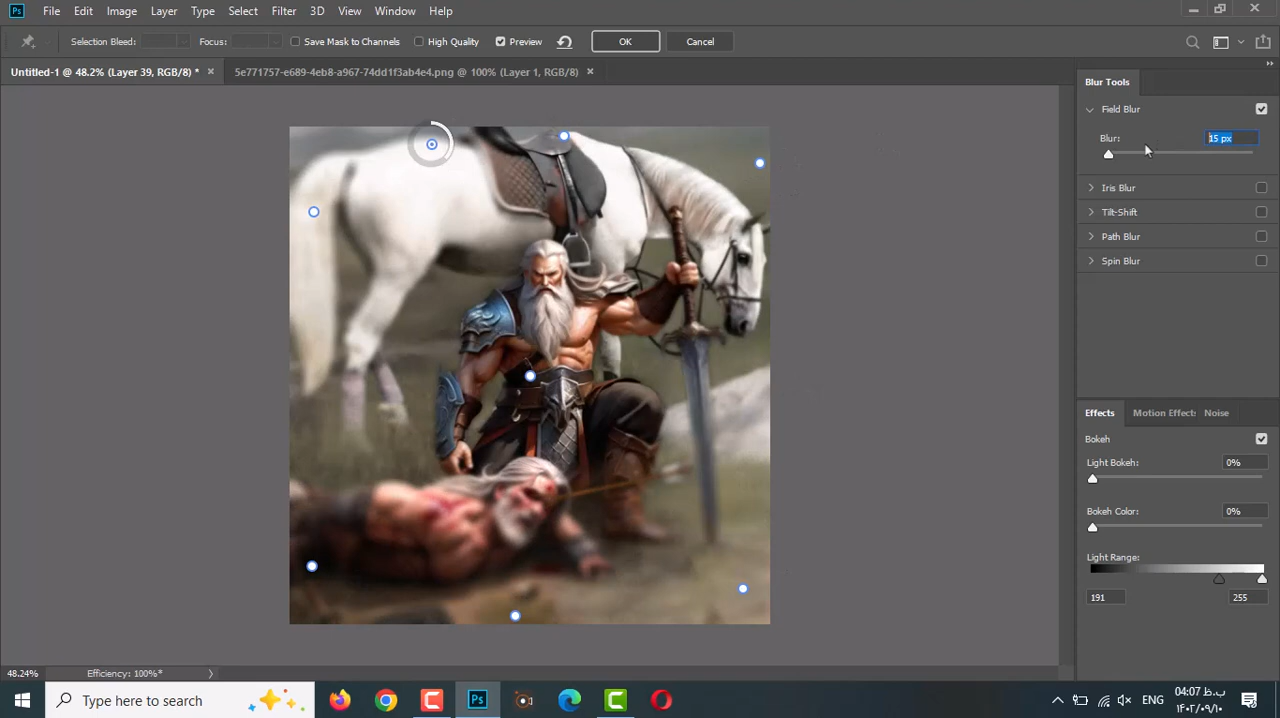 Ps File Edit Image Layer Type Select Filter 3D View Window Help
Selection Bleed: Focus: Save Mask to Channels High Quality Preview OK Cancel
Untitled-1 @ 48.2% (Layer 39, RGB/8) * × 5e771757-e689-4eb8-a967-74dd1f3ab4e4.png @ 100% (Layer 1, RGB/8) ×
Blur Tools
Field Blur
Blur: 15 px
Iris Blur
Tilt-Shift
Path Blur
Spin Blur
Effects Motion Effect: Noise
Bokeh
Light Bokeh: 0%
Bokeh Color: 0%
Light Range:
191 255
48.24% Efficiency: 100%*
Type here to search
Ps
ENG
04:07 ب.ظ
۱۴۰۲/۰۹/۱۰